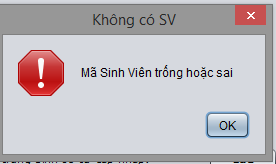 Không có SV
Mã Sinh Viên trống hoặc sai
OK